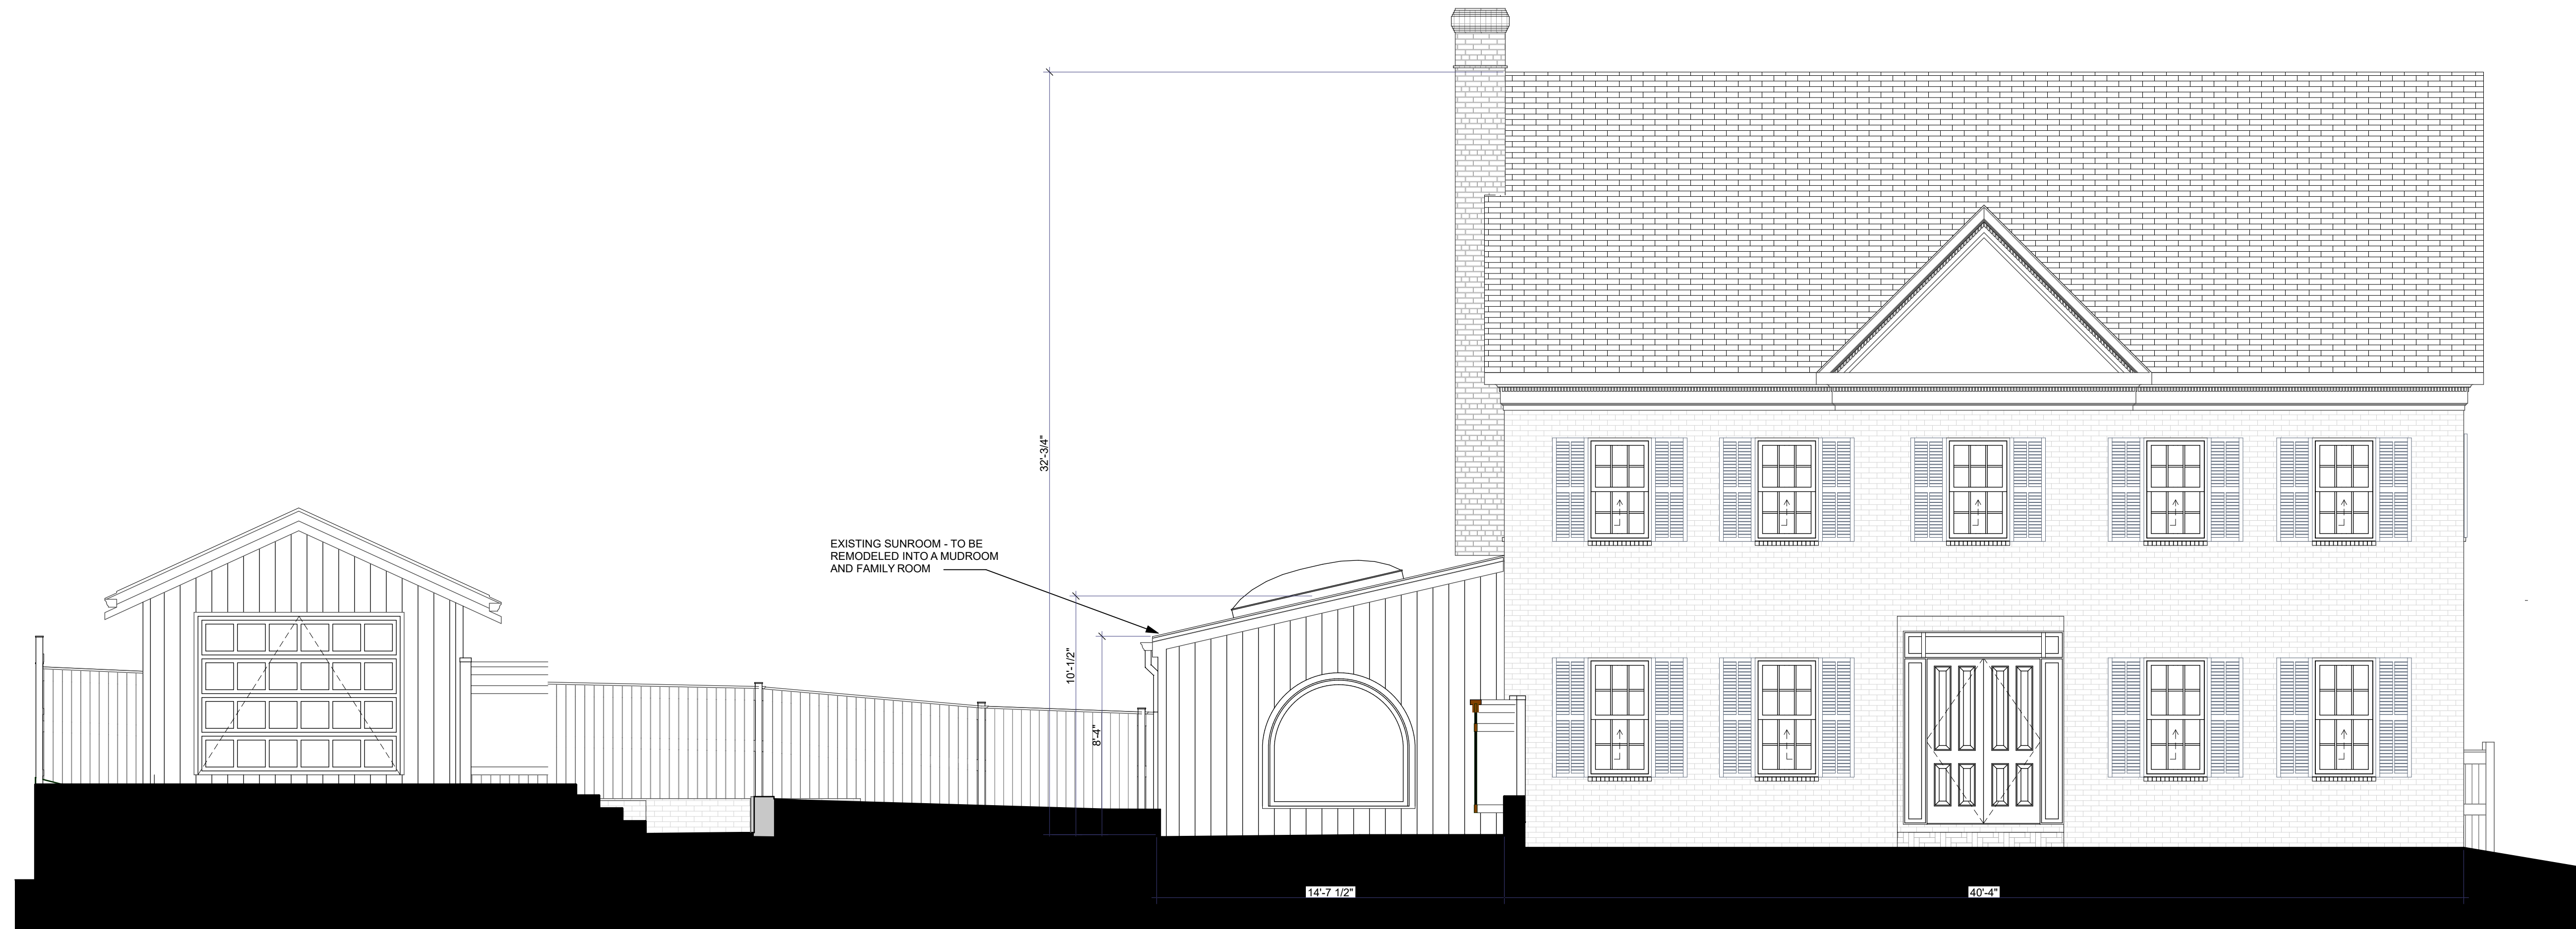 32'-3/4"
EXISTING SUNROOM - TO BE
REMODELED INTO A MUDROOM
AND FAMILY ROOM
10'-1/2"
8'-4"
14'-7 1/2"
40'-4"